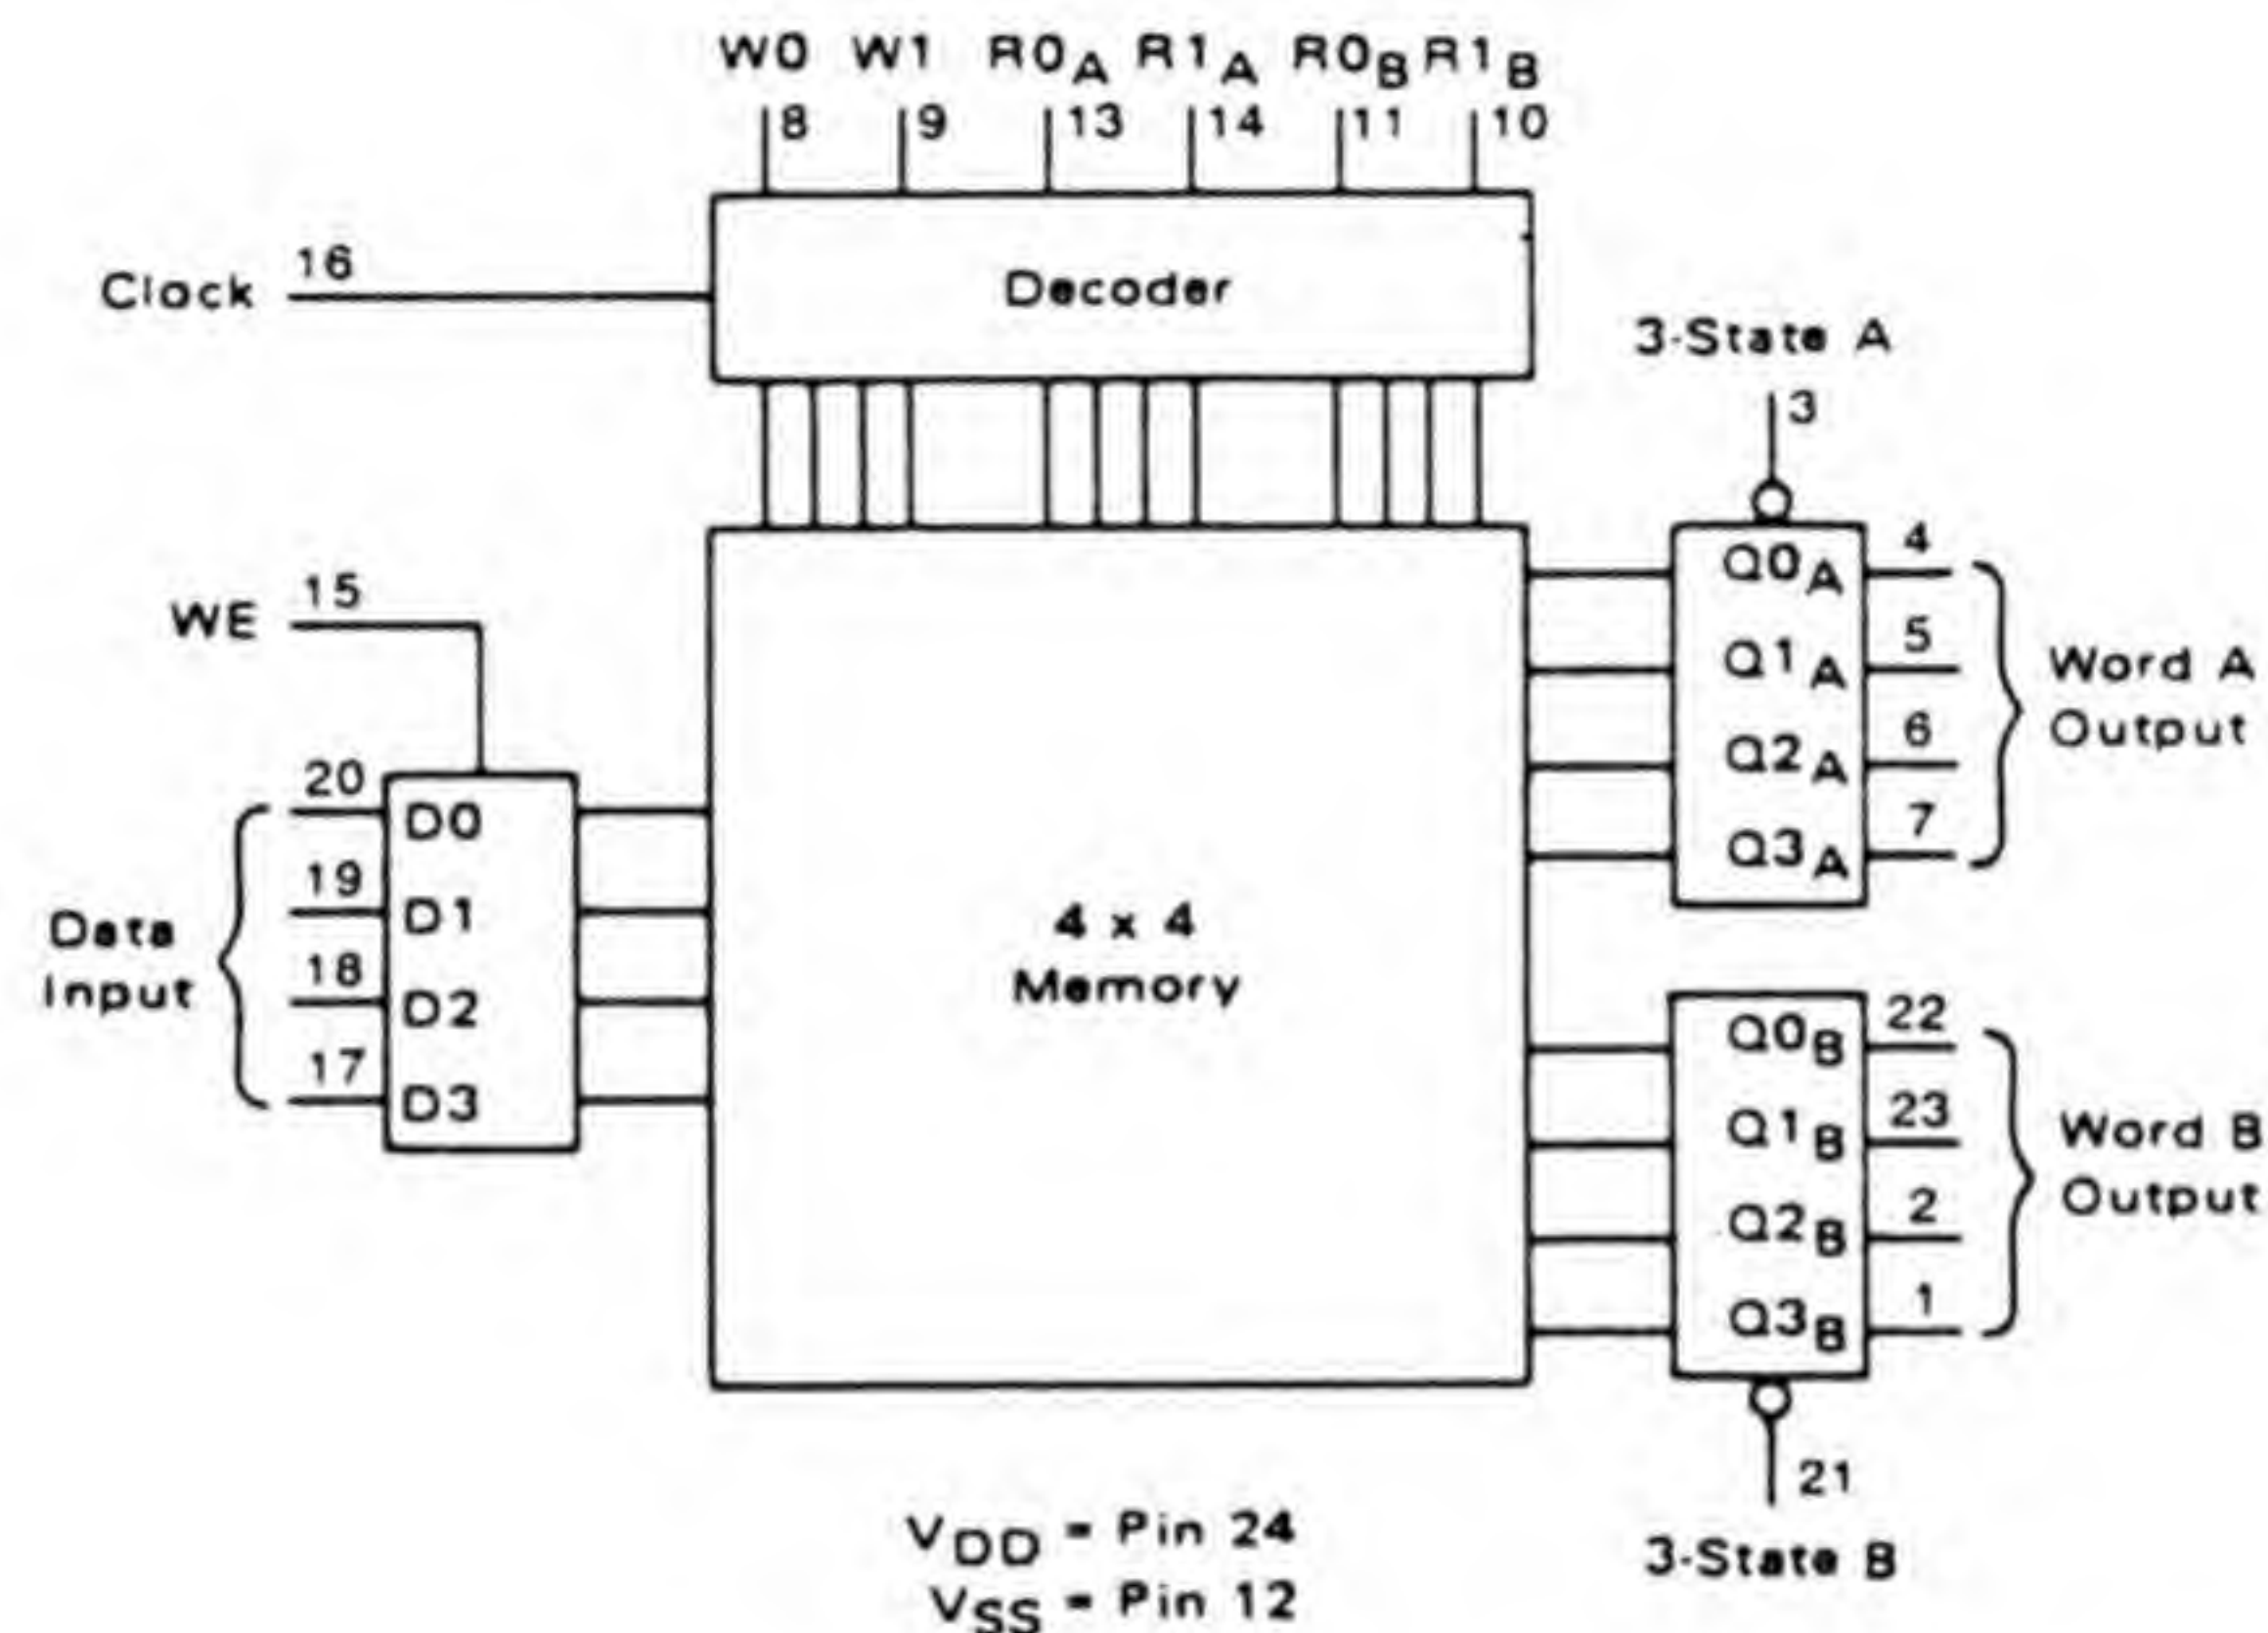 W0 W1 R0A R1A R0B R1B
8 9 13 14 11 10
Clock 16
Decoder
3-State A
3
WE 15
Q0A 4
Q1A 5
Q2A 6
Q3A 7
Word A
Output
Data
Input
20 D0
19 D1
18 D2
17 D3
4 x 4
Memory
Q0B 22
Q1B 23
Q2B 2
Q3B 1
Word B
Output
21
3-State B
VDD = Pin 24
VSS = Pin 12